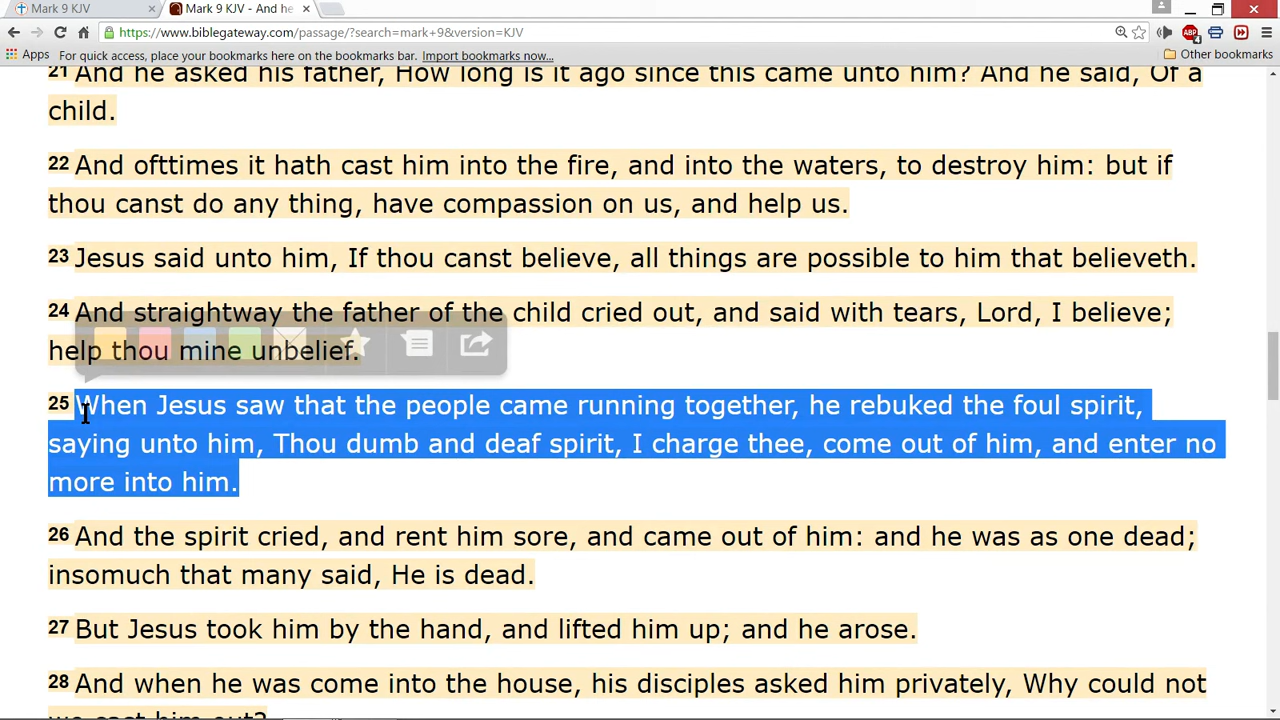 Mark 9 KJV
Mark 9 KJV - And he
https://www.biblegateway.com/passage/?search=mark+9&version=KJV
ABP
4
Apps For quick access, place your bookmarks here on the bookmarks bar. Import bookmarks now... Other bookmarks
21 And he asked his father, How long is it ago since this came unto him? And he said, Of a
child.
22 And ofttimes it hath cast him into the fire, and into the waters, to destroy him: but if
thou canst do any thing, have compassion on us, and help us.
23 Jesus said unto him, If thou canst believe, all things are possible to him that believeth.
24 And straightway the father of the child cried out, and said with tears, Lord, I believe;
help thou mine unbelief.
25 When Jesus saw that the people came running together, he rebuked the foul spirit,
saying unto him, Thou dumb and deaf spirit, I charge thee, come out of him, and enter no
more into him.
26 And the spirit cried, and rent him sore, and came out of him: and he was as one dead;
insomuch that many said, He is dead.
27 But Jesus took him by the hand, and lifted him up; and he arose.
28 And when he was come into the house, his disciples asked him privately, Why could not
we cast him out?